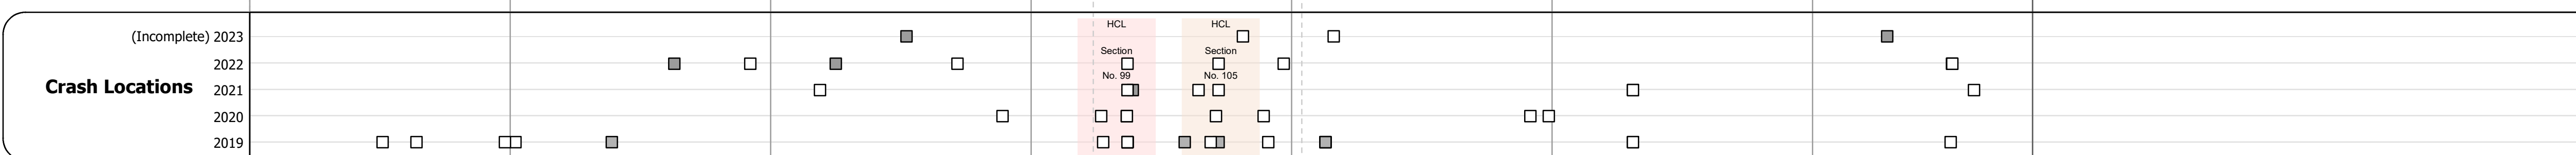 HCL
Section
No. 99
HCL
Section
No. 105
Crash Locations
(Incomplete) 2023
2022
2021
2020
2019